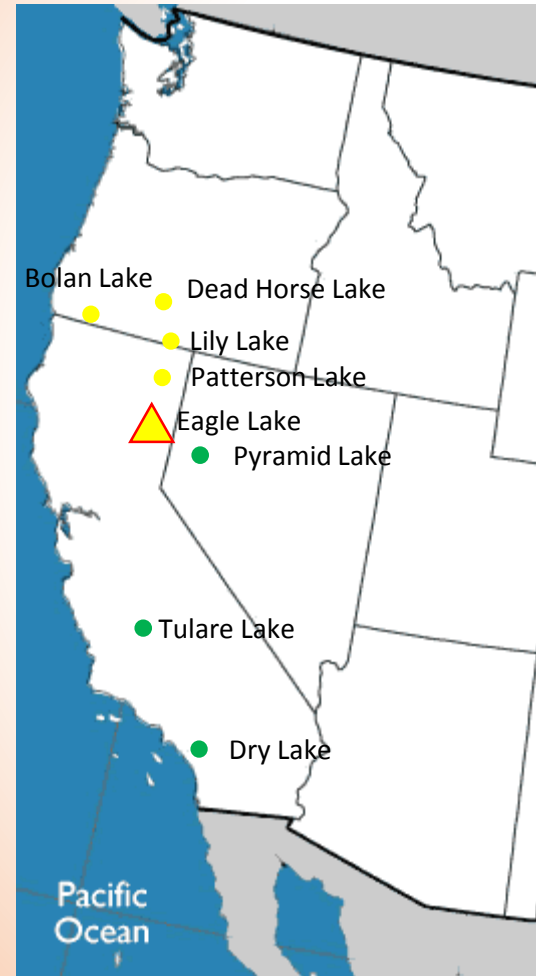 Bolan Lake
Dead Horse Lake
Lily Lake
Patterson Lake
Eagle Lake
Pyramid Lake
Tulare Lake
Dry Lake
Pacific
Ocean